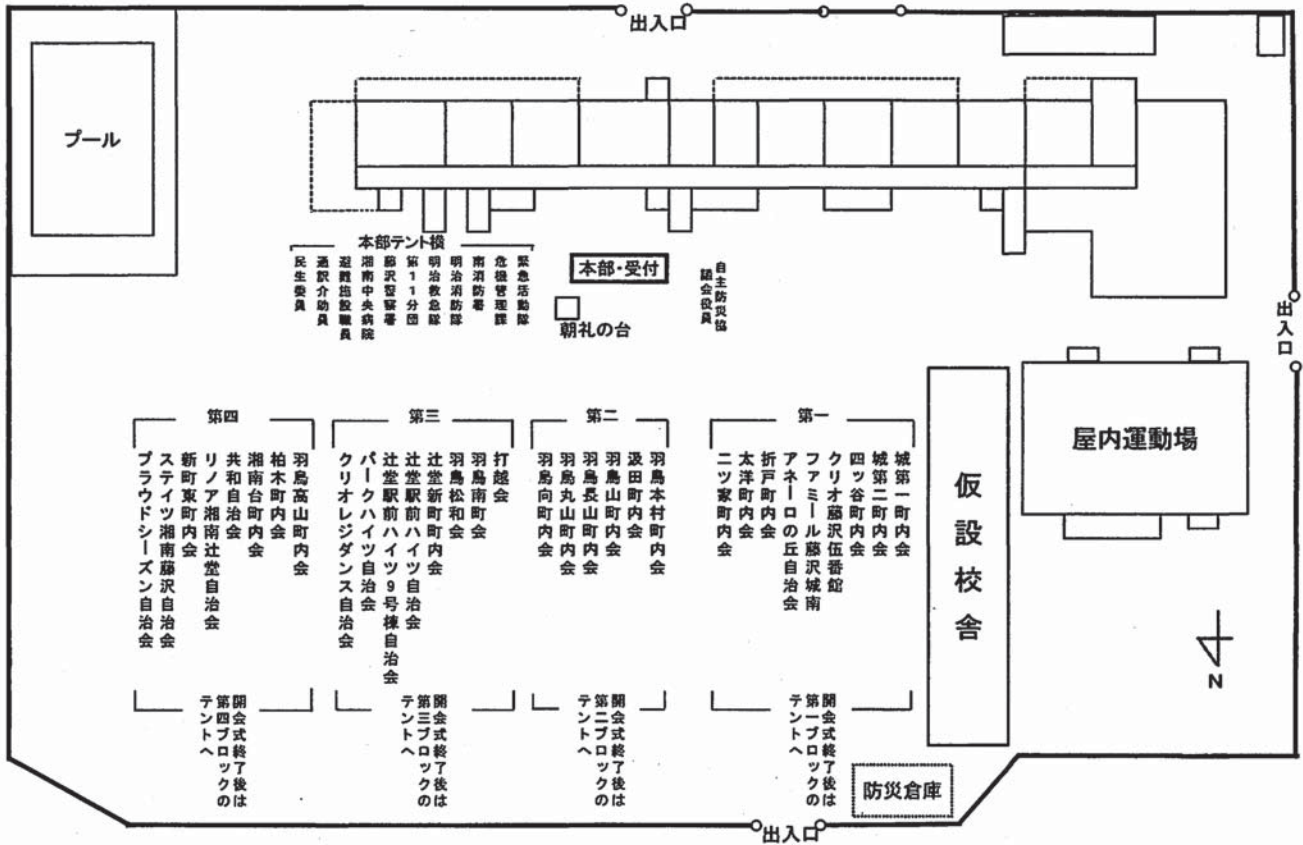 出入口
プール
本部テント横
緊急活動隊
危機管理課
南消防署
明治消防隊
明治救急隊
第11分団
藤沢警察署
湘南中央病院
避難施設職員
通訳介助員
民生委員
本部・受付
朝礼の台
自主防災協
議会役員
出入口
屋内運動場
仮設校舎
N
第一
城第一町内会
城第二町内会
四ッ谷町内会
クリオ藤沢伍番館
ファミール藤沢城南
アネーロの丘自治会
折戸町内会
太洋町内会
二ツ家町内会
開会式終了後は
第一ブロックの
テントへ
第二
羽鳥本村町内会
汲田町内会
羽鳥山町内会
羽鳥長山町内会
羽鳥丸山町内会
羽鳥向町内会
開会式終了後は
第二ブロックの
テントへ
第三
打越会
羽鳥南町会
羽鳥松和会
辻堂新町町内会
辻堂駅前ハイツ自治会
辻堂駅前ハイツ9号棟自治会
パークハイツ自治会
クリオレジダンス自治会
開会式終了後は
第三ブロックの
テントへ
第四
羽鳥高山町内会
柏木町内会
湘南台町内会
共和自治会
リノア湘南辻堂自治会
新町東町内会
ステイツ湘南藤沢自治会
プラウドシーズン自治会
開会式終了後は
第四ブロックの
テントへ
防災倉庫
出入口